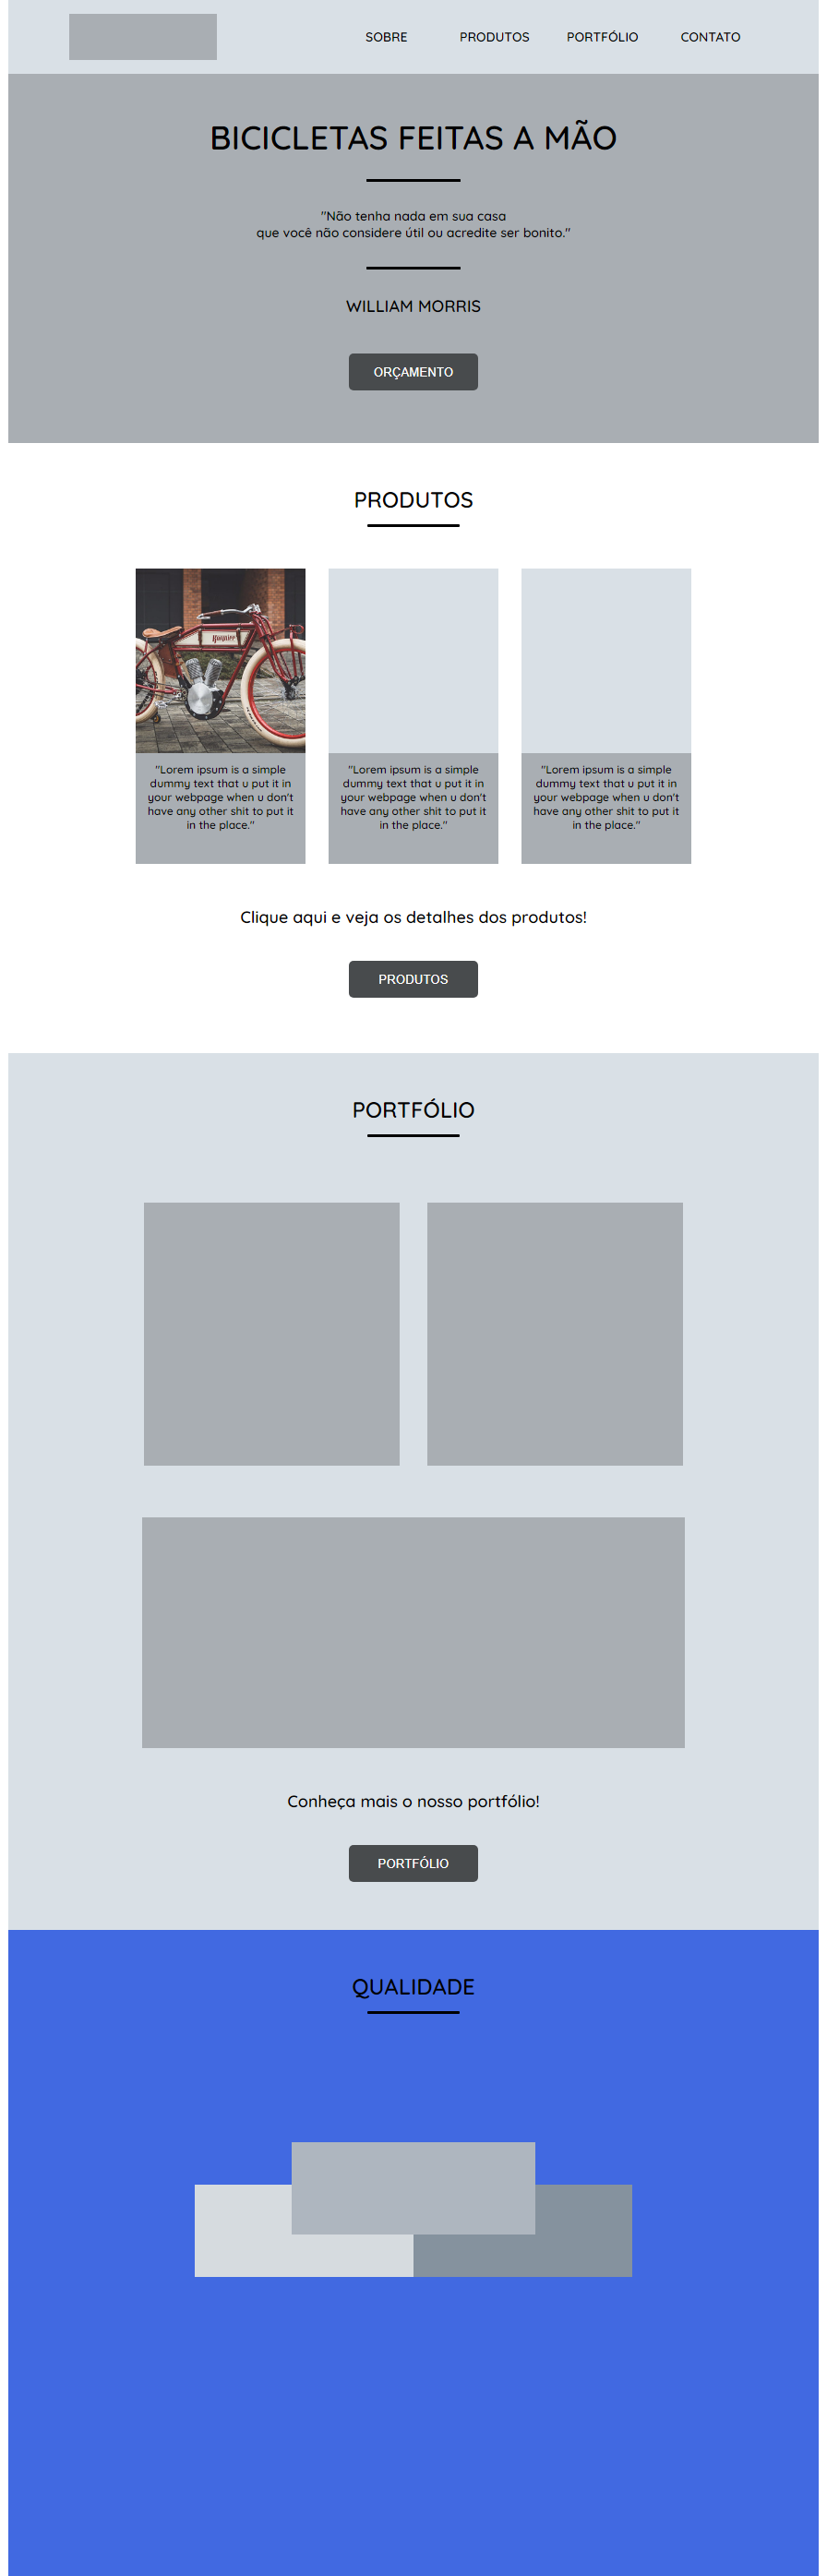 SOBRE PRODUTOS PORTFÓLIO CONTATO
BICICLETAS FEITAS A MÃO
"Não tenha nada em sua casa
que você não considere útil ou acredite ser bonito."
WILLIAM MORRIS
ORÇAMENTO
PRODUTOS
"Lorem ipsum is a simple
dummy text that u put it in
your webpage when u don't
have any other shit to put it
in the place."
"Lorem ipsum is a simple
dummy text that u put it in
your webpage when u don't
have any other shit to put it
in the place."
"Lorem ipsum is a simple
dummy text that u put it in
your webpage when u don't
have any other shit to put it
in the place."
Clique aqui e veja os detalhes dos produtos!
PRODUTOS
PORTFÓLIO
Conheça mais o nosso portfólio!
PORTFÓLIO
QUALIDADE